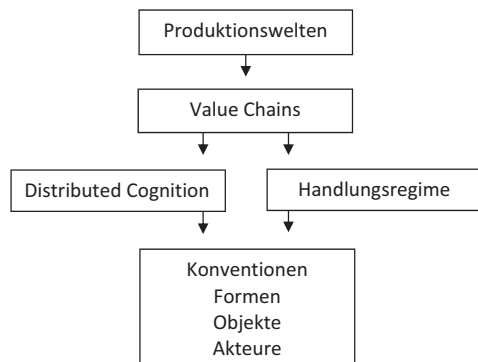 Produktionswelten
Value Chains
Distributed Cognition
Handlungsregime
Konventionen
Formen
Objekte
Akteure